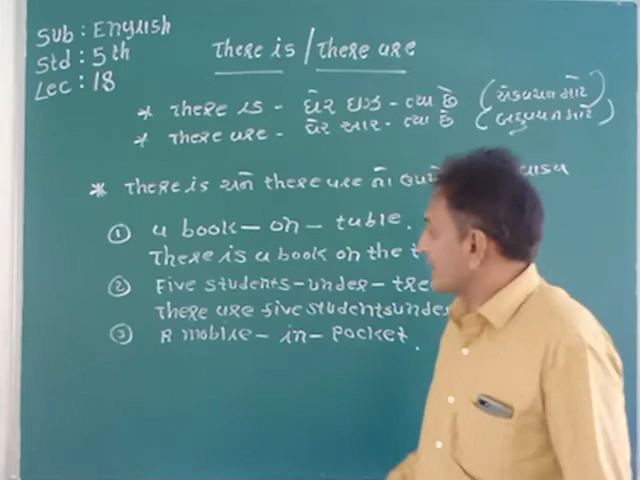 Sub : English
Std : 5th
Lec : 18
There is / There are
* There is - ધેર ઇઝ - ત્યાં છે (એકવચન માટે)
* There are - ધેર આર - ત્યાં છે (બહુવચન માટે)
* There is અને there are નો
① a book - on - table.
There is a book on the
② Five students - under - tree
There are five students under
③ A mobile - in - pocket.